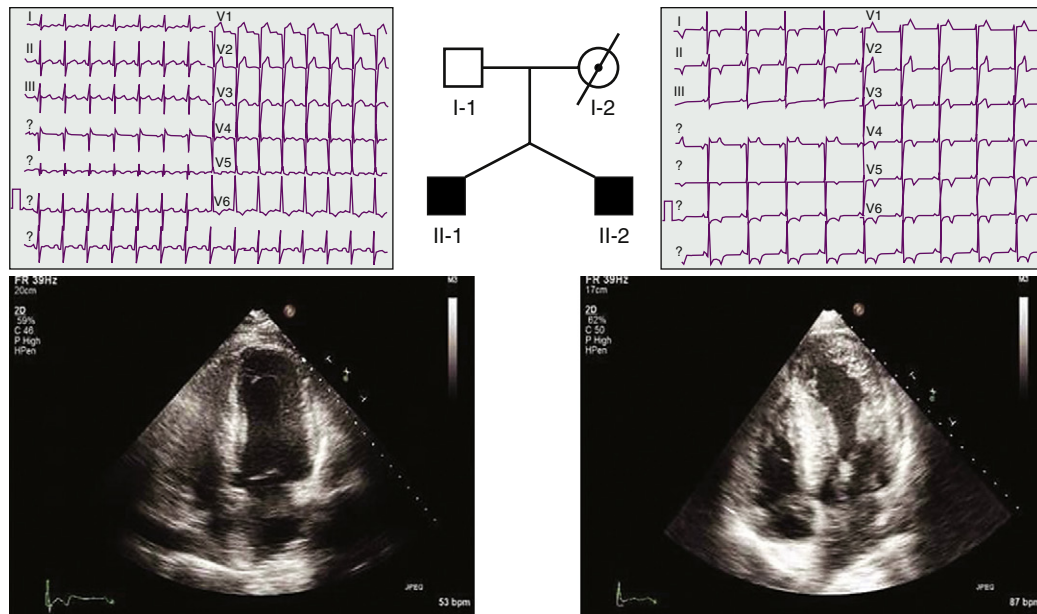 I
II
III
?
?
?
?
V1
V2
V3
V4
V5
V6
I-1
I-2
II-1
II-2
I
II
III
?
?
?
?
V1
V2
V3
V4
V5
V6
FR 39Hz
20cm
2D
59%
C 46
P High
HPen
M3
JPEG
53 bpm
FR 39Hz
17cm
2D
62%
C 50
P High
HPen
M3
JPEG
87 bpm